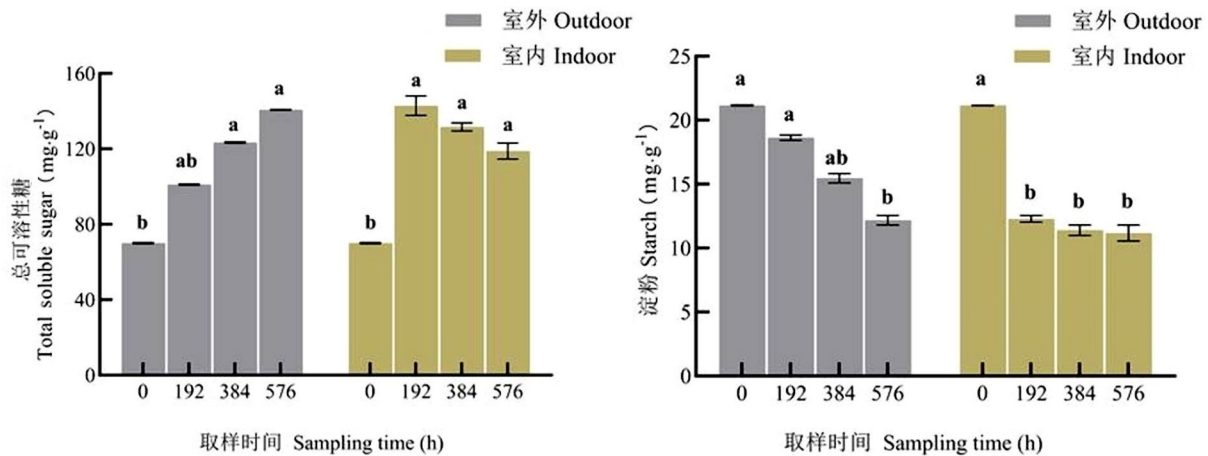 室外 Outdoor
室内 Indoor
总可溶性糖
Total soluble sugar (mg·g-1)
160
120
80
40
0
b
ab
a
a
b
a
a
a
0 192 384 576 0 192 384 576
取样时间 Sampling time (h)
室外 Outdoor
室内 Indoor
淀粉 Starch (mg·g-1)
25
20
15
10
5
0
a
a
ab
b
a
b
b
b
0 192 384 576 0 192 384 576
取样时间 Sampling time (h)